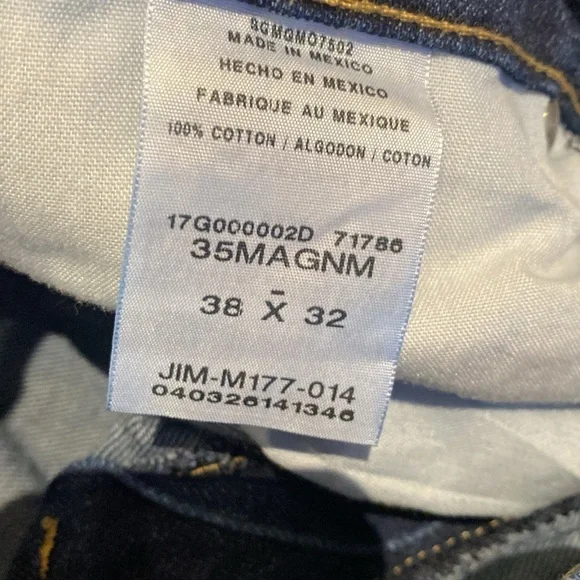 SGMGMO7502
MADE IN MEXICO
HECHO EN MEXICO
FABRIQUE AU MEXIQUE
100% COTTON / ALGODON / COTON
17G000002D 71786
35MAGNM
38 X̄ 32
JIM-M177-014
040326141346